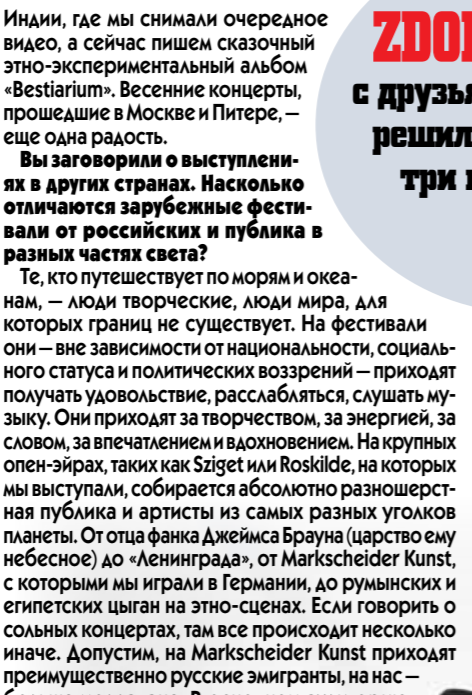 Индии, где мы снимали очередное
видео, а сейчас пишем сказочный
этно-экспериментальный альбом
«Bestiarium». Весенние концерты,
прошедшие в Москве и Питере, —
еще одна радость.
Вы заговорили о выступлени-
ях в других странах. Насколько
отличаются зарубежные фести-
вали от российских и публика в
разных частях света?
Те, кто путешествует по морям и океа-
нам, — люди творческие, люди мира, для
которых границ не существует. На фестивали
они — вне зависимости от национальности, социаль-
ного статуса и политических воззрений — приходят
получать удовольствие, расслабляться, слушать му-
зыку. Они приходят за творчеством, за энергией, за
словом, за впечатлением и вдохновением. На крупных
опен-эйрах, таких как Sziget или Roskilde, на которых
мы выступали, собирается абсолютно разношерст-
ная публика и артисты из самых разных уголков
планеты. От отца фанка Джеймса Брауна (царство ему
небесное) до «Ленинграда», от Markscheider Kunst,
с которыми мы играли в Германии, до румынских и
египетских цыган на этно-сценах. Если говорить о
сольных концертах, там все происходит несколько
иначе. Допустим, на Markscheider Kunst приходят
преимущественно русские эмигранты, на нас —
ZDO
с друзья
решил
три